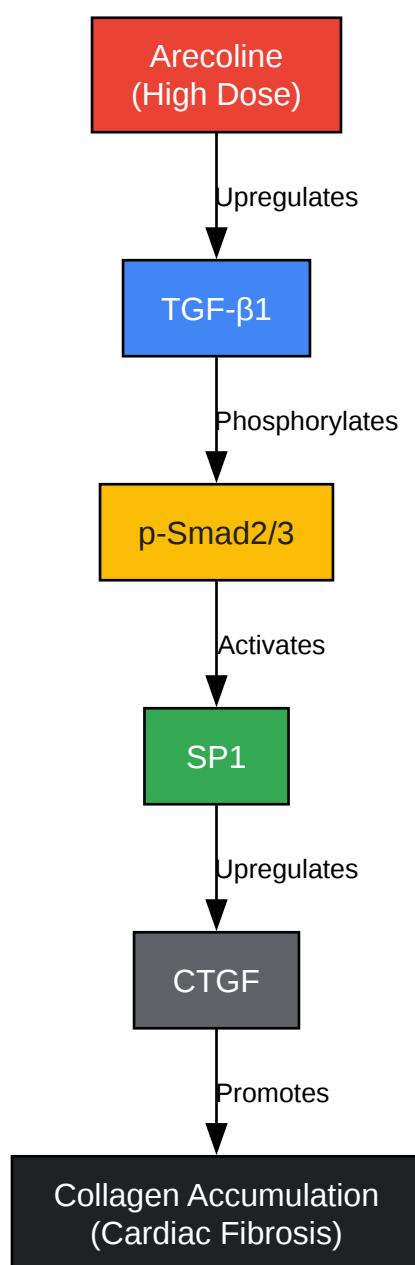 Arecoline
(High Dose)
Upregulates
TGF-β1
Phosphorylates
p-Smad2/3
Activates
SP1
Upregulates
CTGF
Promotes
Collagen Accumulation
(Cardiac Fibrosis)